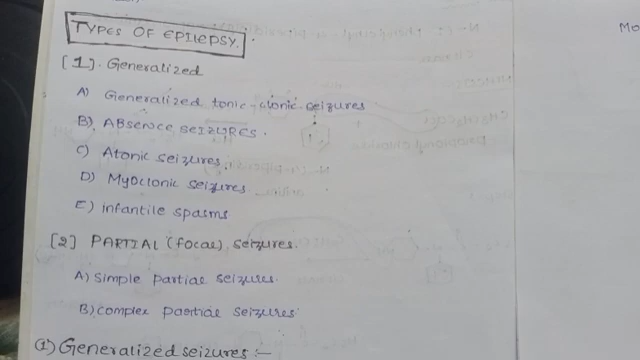 TYPES OF EPILEPSY.
[1]. Generalized
A) Generalized tonic-clonic seizures
B). ABsence seizures.
C) Atonic seizures.
D) Myoclonic seizures
E) infantile spasms
[2] PARTIAL (focal) seizures.
A) simple partial seizures.
B) complex partial seizures
(1) Generalized seizures :-
Mo